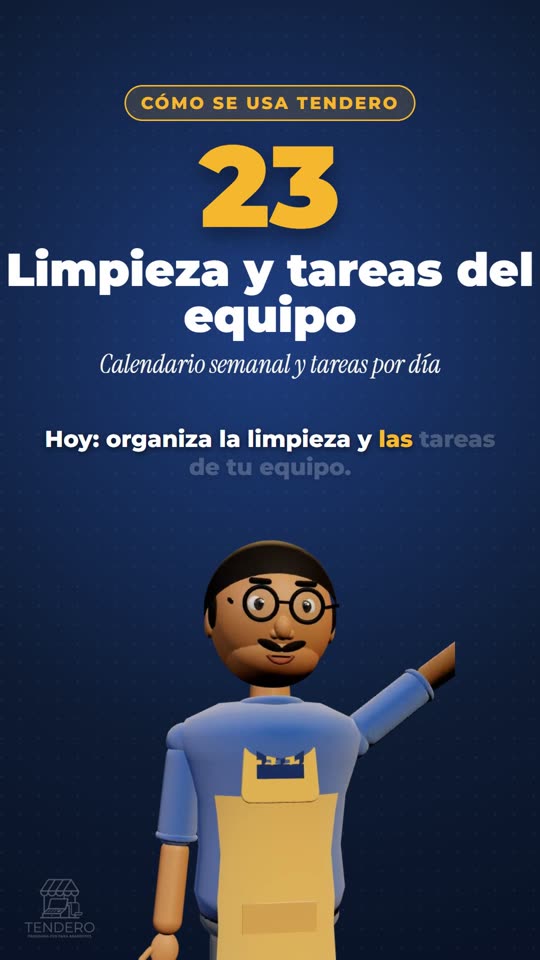 CÓMO SE USA TENDERO
23
Limpieza y tareas del
equipo
Calendario semanal y tareas por día
Hoy: organiza la limpieza y las tareas
de tu equipo.
TENDERO